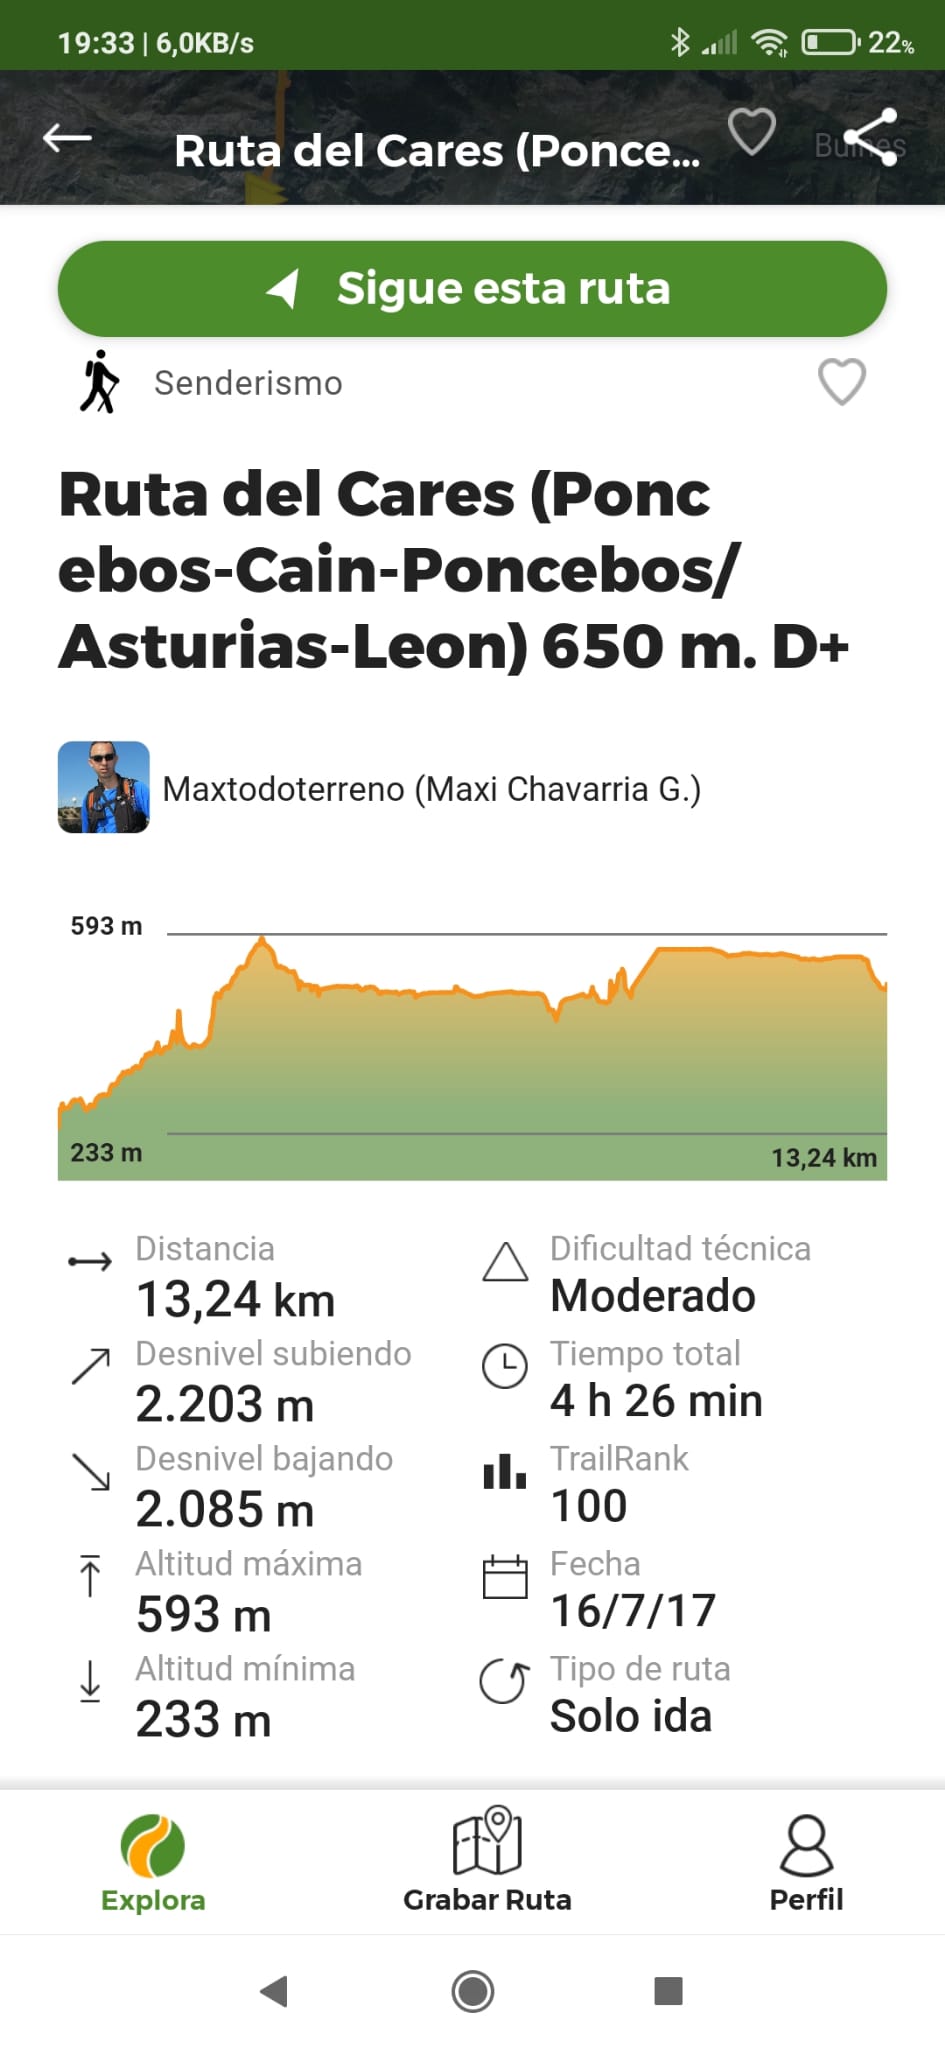 19:33 | 6,0KB/s 22%
Ruta del Cares (Ponce...
Bulnes
Sigue esta ruta
Senderismo
Ruta del Cares (Ponc
ebos-Cain-Poncebos/
Asturias-Leon) 650 m. D+
Maxtodoterreno (Maxi Chavarria G.)
593 m
233 m
13,24 km
Distancia
13,24 km
Dificultad técnica
Moderado
Desnivel subiendo
2.203 m
Tiempo total
4 h 26 min
Desnivel bajando
2.085 m
TrailRank
100
Altitud máxima
593 m
Fecha
16/7/17
Altitud mínima
233 m
Tipo de ruta
Solo ida
Explora
Grabar Ruta
Perfil